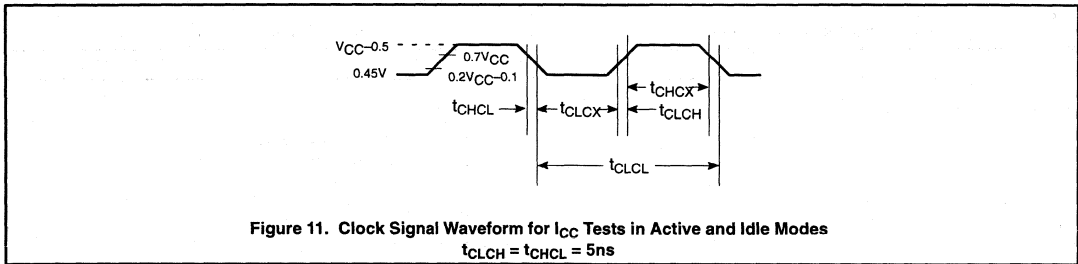 VCC–0.5
0.7VCC
0.45V
0.2VCC–0.1
tCHCX
tCHCL tCLCX tCLCH
tCLCL
Figure 11. Clock Signal Waveform for ICC Tests in Active and Idle Modes
tCLCH = tCHCL = 5ns